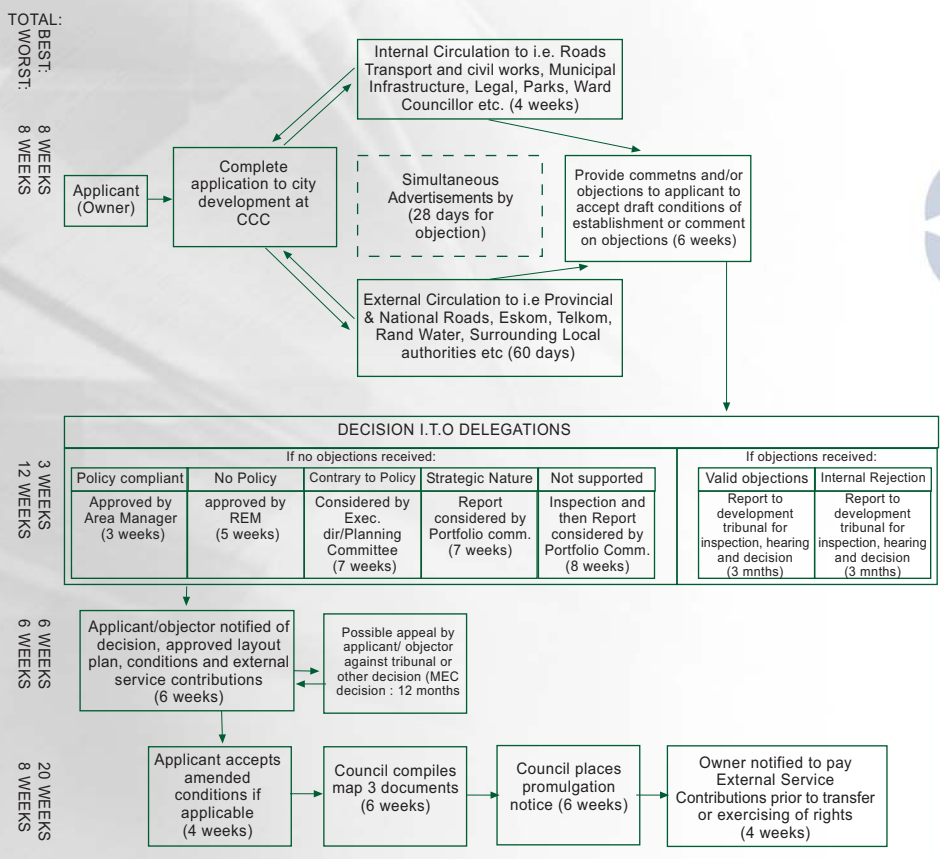 TOTAL:
BEST:
WORST:
8 WEEKS
8 WEEKS
Internal Circulation to i.e. Roads
Transport and civil works, Municipal
Infrastructure, Legal, Parks, Ward
Councillor etc. (4 weeks)
Applicant
(Owner)
Complete
application to city
development at
CCC
Simultaneous
Advertisements by
(28 days for
objection)
Provide commetns and/or
objections to applicant to
accept draft conditions of
establishment or comment
on objections (6 weeks)
External Circulation to i.e Provincial
& National Roads, Eskom, Telkom,
Rand Water, Surrounding Local
authorities etc (60 days)
3 WEEKS
12 WEEKS
DECISION I.T.O DELEGATIONS
If no objections received:
Policy compliant
Approved by
Area Manager
(3 weeks)
No Policy
approved by
REM
(5 weeks)
Contrary to Policy
Considered by
Exec.
dir/Planning
Committee
(7 weeks)
Strategic Nature
Report
considered by
Portfolio comm.
(7 weeks)
Not supported
Inspection and
then Report
considered by
Portfolio Comm.
(8 weeks)
If objections received:
Valid objections
Report to
development
tribunal for
inspection, hearing
and decision
(3 mnths)
Internal Rejection
Report to
development
tribunal for
inspection, hearing
and decision
(3 mnths)
6 WEEKS
6 WEEKS
Applicant/objector notified of
decision, approved layout
plan, conditions and external
service contributions
(6 weeks)
Possible appeal by
applicant/ objector
against tribunal or
other decision (MEC
decision : 12 months
20 WEEKS
8 WEEKS
Applicant accepts
amended
conditions if
applicable
(4 weeks)
Council compiles
map 3 documents
(6 weeks)
Council places
promulgation
notice (6 weeks)
Owner notified to pay
External Service
Contributions prior to transfer
or exercising of rights
(4 weeks)